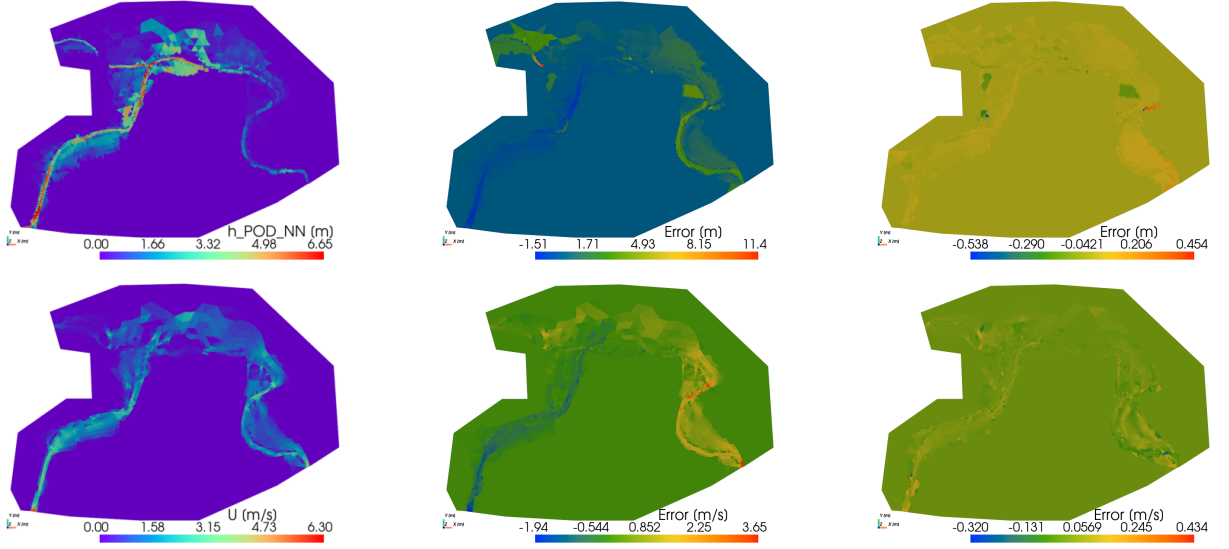 h_POD_NN (m)
0.00 1.66 3.32 4.98 6.65
Error (m)
-1.51 1.71 4.93 8.15 11.4
Error (m)
-0.538 -0.290 -0.0421 0.206 0.454
U (m/s)
0.00 1.58 3.15 4.73 6.30
Error (m/s)
-1.94 -0.544 0.852 2.25 3.65
Error (m/s)
-0.320 -0.131 0.0569 0.245 0.434